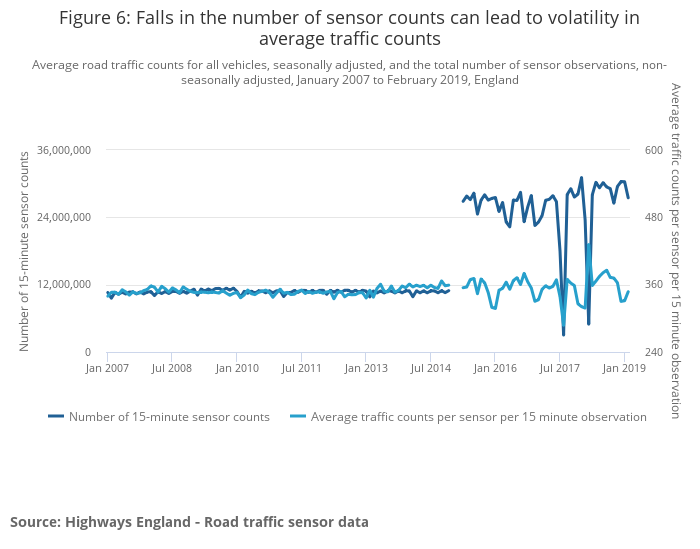 Figure 6: Falls in the number of sensor counts can lead to volatility in
average traffic counts
Average road traffic counts for all vehicles, seasonally adjusted, and the total number of sensor observations, non-
seasonally adjusted, January 2007 to February 2019, England
Number of 15-minute sensor counts
36,000,000
24,000,000
12,000,000
0
600
480
360
240
Average traffic counts per sensor per 15 minute observation
Jan 2007
Jul 2008
Jan 2010
Jul 2011
Jan 2013
Jul 2014
Jan 2016
Jul 2017
Jan 2019
Number of 15-minute sensor counts
Average traffic counts per sensor per 15 minute observation
Source: Highways England - Road traffic sensor data